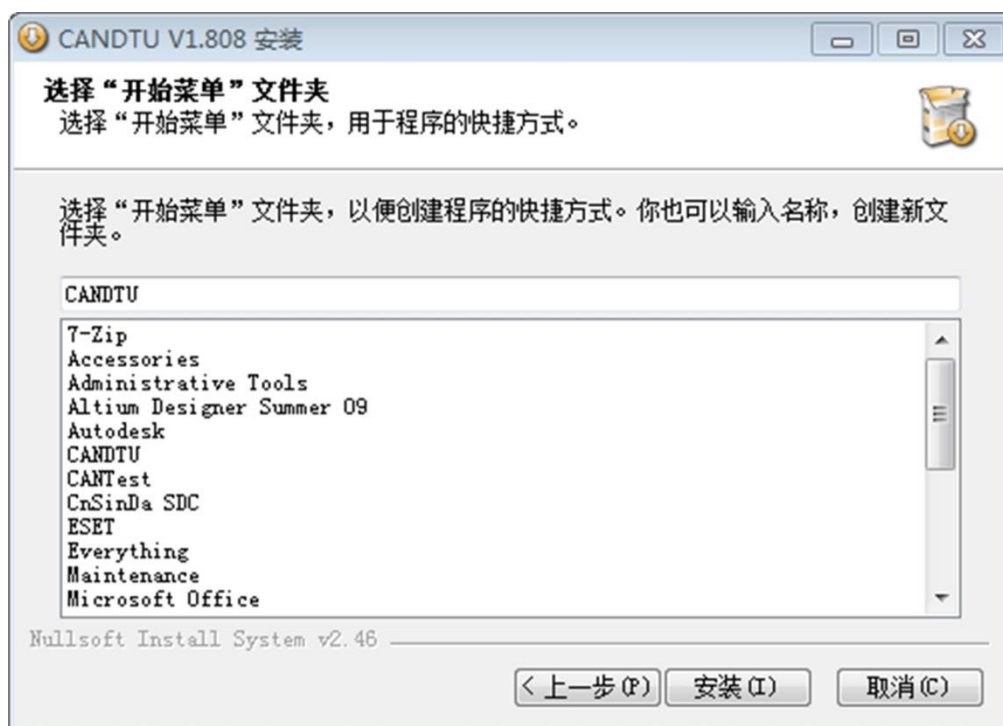 CANDTU V1.808 安装
选择“开始菜单”文件夹
选择“开始菜单”文件夹，用于程序的快捷方式。
选择“开始菜单”文件夹，以便创建程序的快捷方式。你也可以输入名称，创建新文
件夹。
CANDTU
7-Zip
Accessories
Administrative Tools
Altium Designer Summer 09
Autodesk
CANDTU
CANTest
CnSinDa SDC
ESET
Everything
Maintenance
Microsoft Office
Nullsoft Install System v2.46
< 上一步(P) 安装(I) 取消(C)